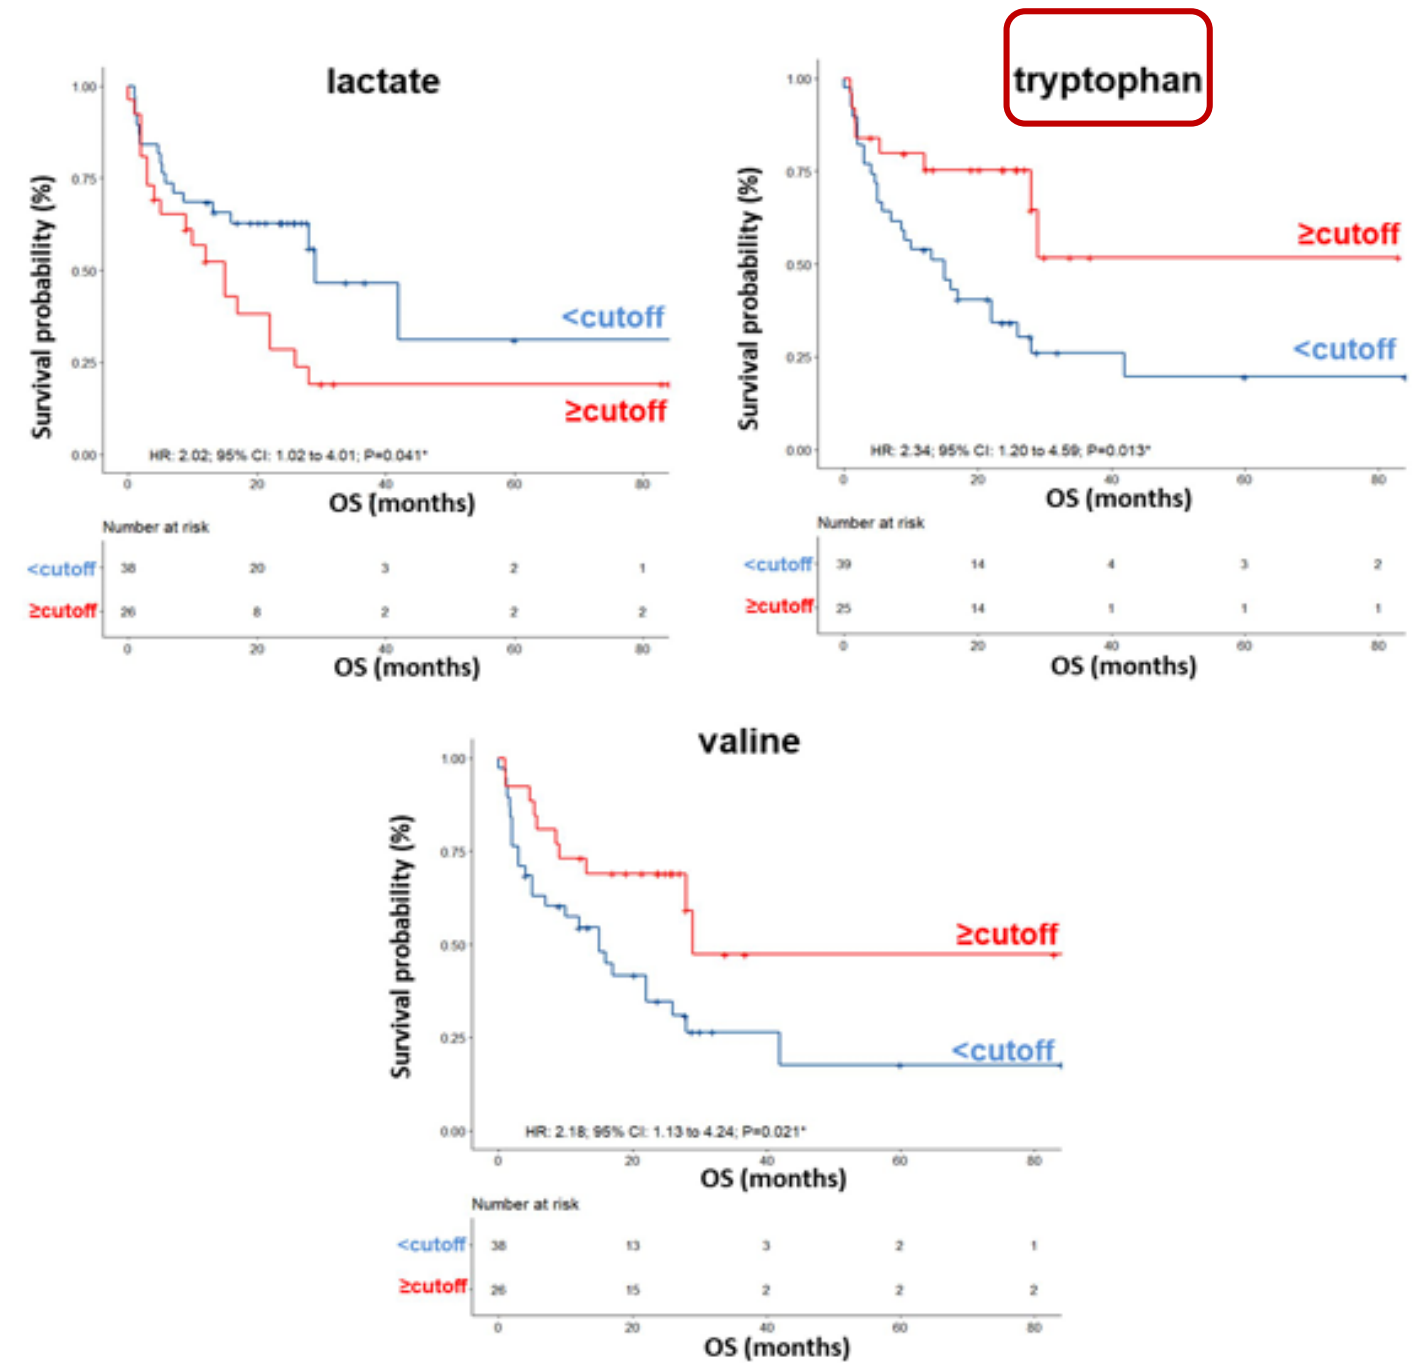 lactate
Survival probability (%)
1.00
0.75
0.50
0.25
0.00
<cutoff
≥cutoff
HR: 2.02; 95% CI: 1.02 to 4.01; P=0.041*
0 20 40 60 80
OS (months)
Number at risk
<cutoff 38 20 3 2 1
≥cutoff 26 8 2 2 2
0 20 40 60 80
OS (months)
tryptophan
Survival probability (%)
1.00
0.75
0.50
0.25
0.00
≥cutoff
<cutoff
HR: 2.34; 95% CI: 1.20 to 4.59; P=0.013*
0 20 40 60 80
OS (months)
Number at risk
<cutoff 39 14 4 3 2
≥cutoff 25 14 1 1 1
0 20 40 60 80
OS (months)
valine
Survival probability (%)
1.00
0.75
0.50
0.25
0.00
≥cutoff
<cutoff
HR: 2.18; 95% CI: 1.13 to 4.24; P=0.021*
0 20 40 60 80
OS (months)
Number at risk
<cutoff 38 13 3 2 1
≥cutoff 26 15 2 2 2
0 20 40 60 80
OS (months)